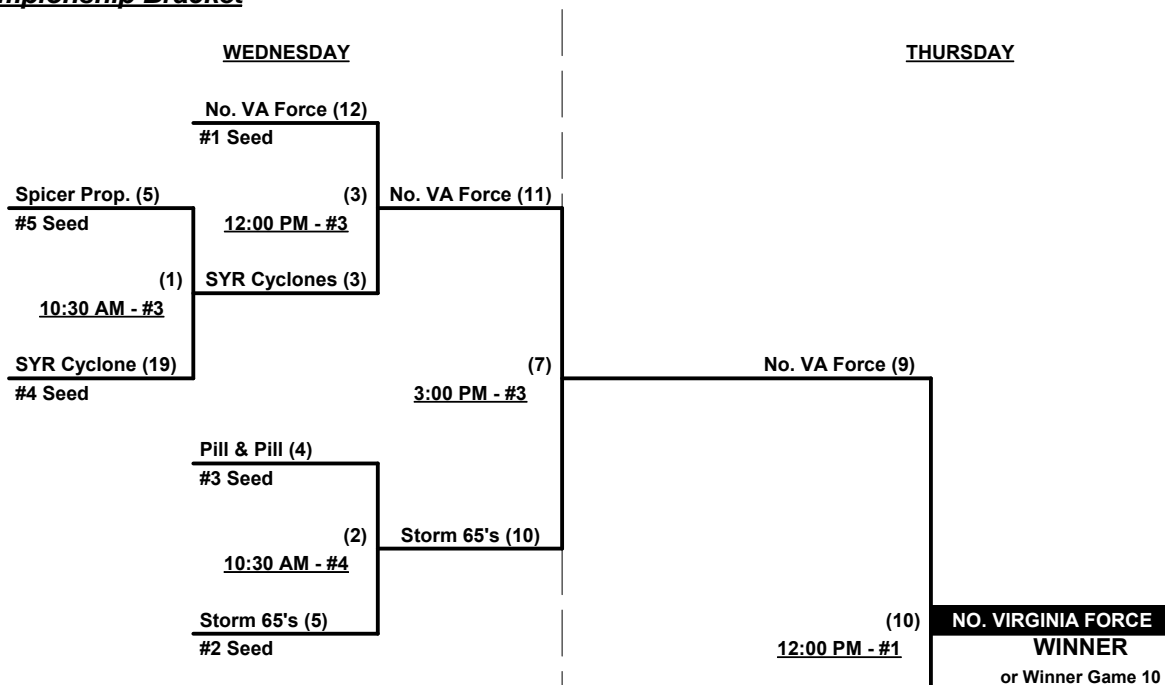 WEDNESDAY
THURSDAY
No. VA Force (12)
#1 Seed
Spicer Prop. (5)
(3)
No. VA Force (11)
#5 Seed
12:00 PM - #3
(1)
SYR Cyclones (3)
10:30 AM - #3
SYR Cyclone (19)
(7)
No. VA Force (9)
#4 Seed
3:00 PM - #3
Pill & Pill (4)
#3 Seed
(2)
Storm 65's (10)
10:30 AM - #4
Storm 65's (5)
(10)
NO. VIRGINIA FORCE
#2 Seed
12:00 PM - #1
WINNER
or Winner Game 10